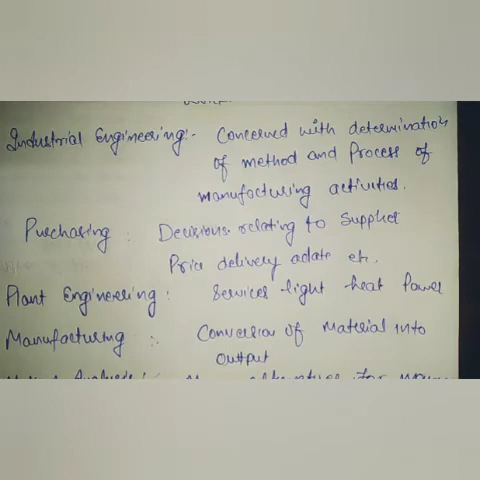 Industrial Engineering:- Concerned with determination
of method and Process of
manufacturing activities.
Purchasing : Decisions relating to Supplier
Price delivery adate etc.
Plant Engineering : Services light heat Power
Manufacturing :- Conversion of Material into
Output